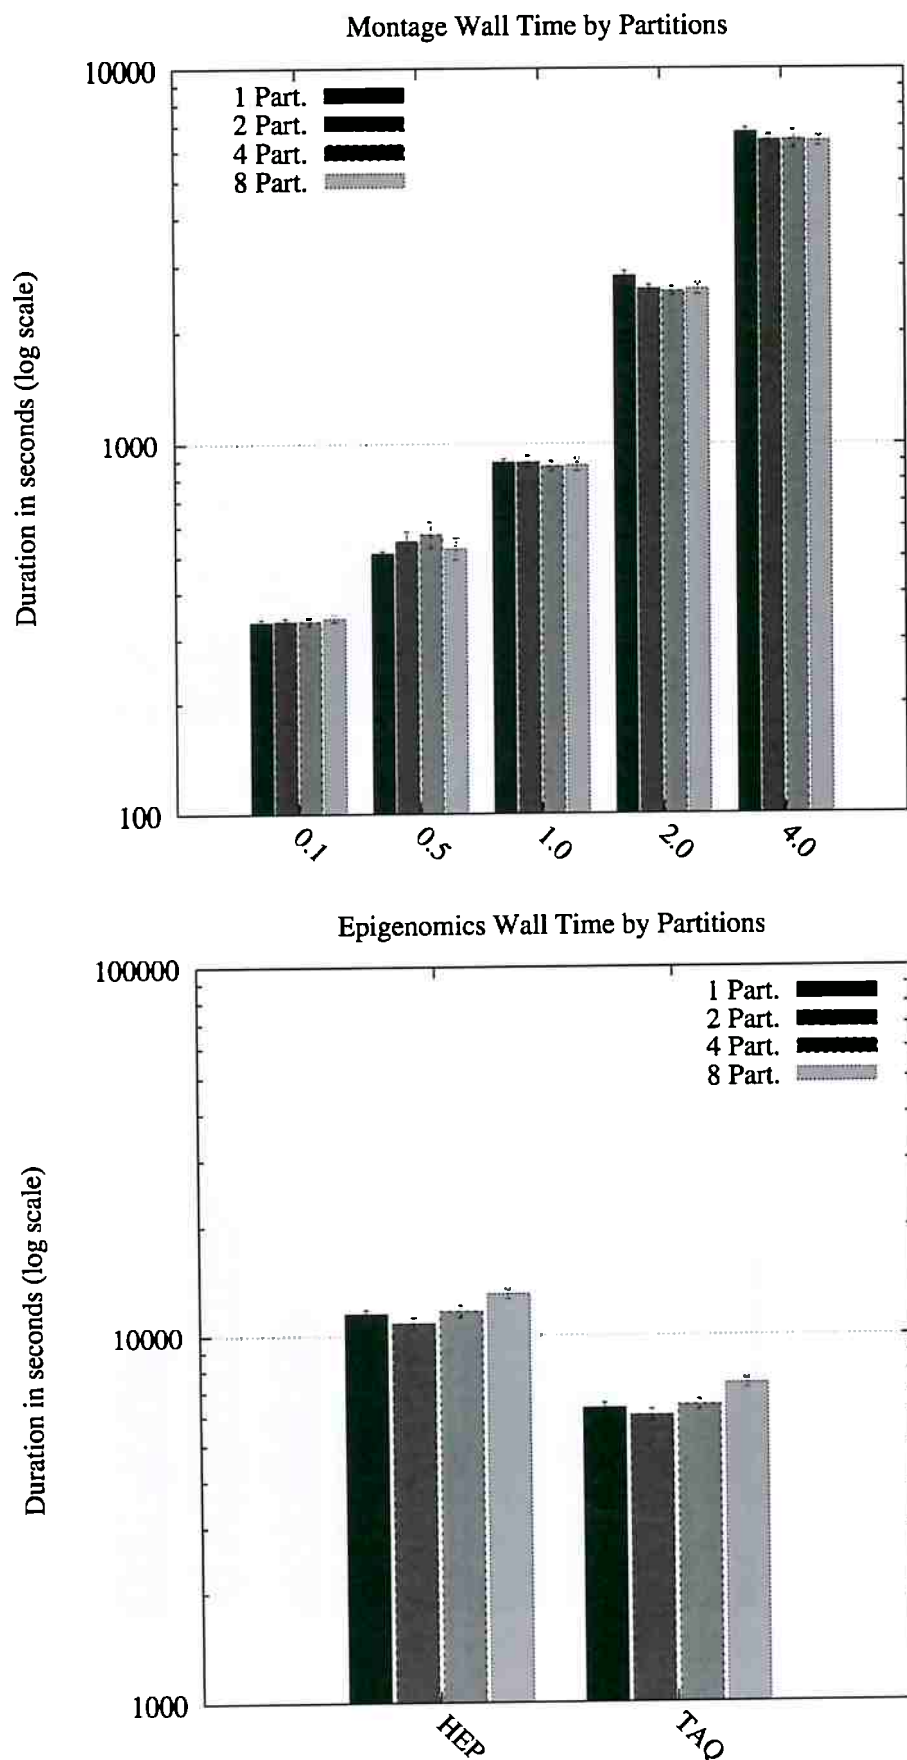 Montage Wall Time by Partitions
10000
1 Part.
2 Part.
4 Part.
8 Part.
Duration in seconds (log scale)
1000
100
0.1
0.5
1.0
2.0
4.0
Epigenomics Wall Time by Partitions
100000
1 Part.
2 Part.
4 Part.
8 Part.
Duration in seconds (log scale)
10000
1000
HEP
TAQ